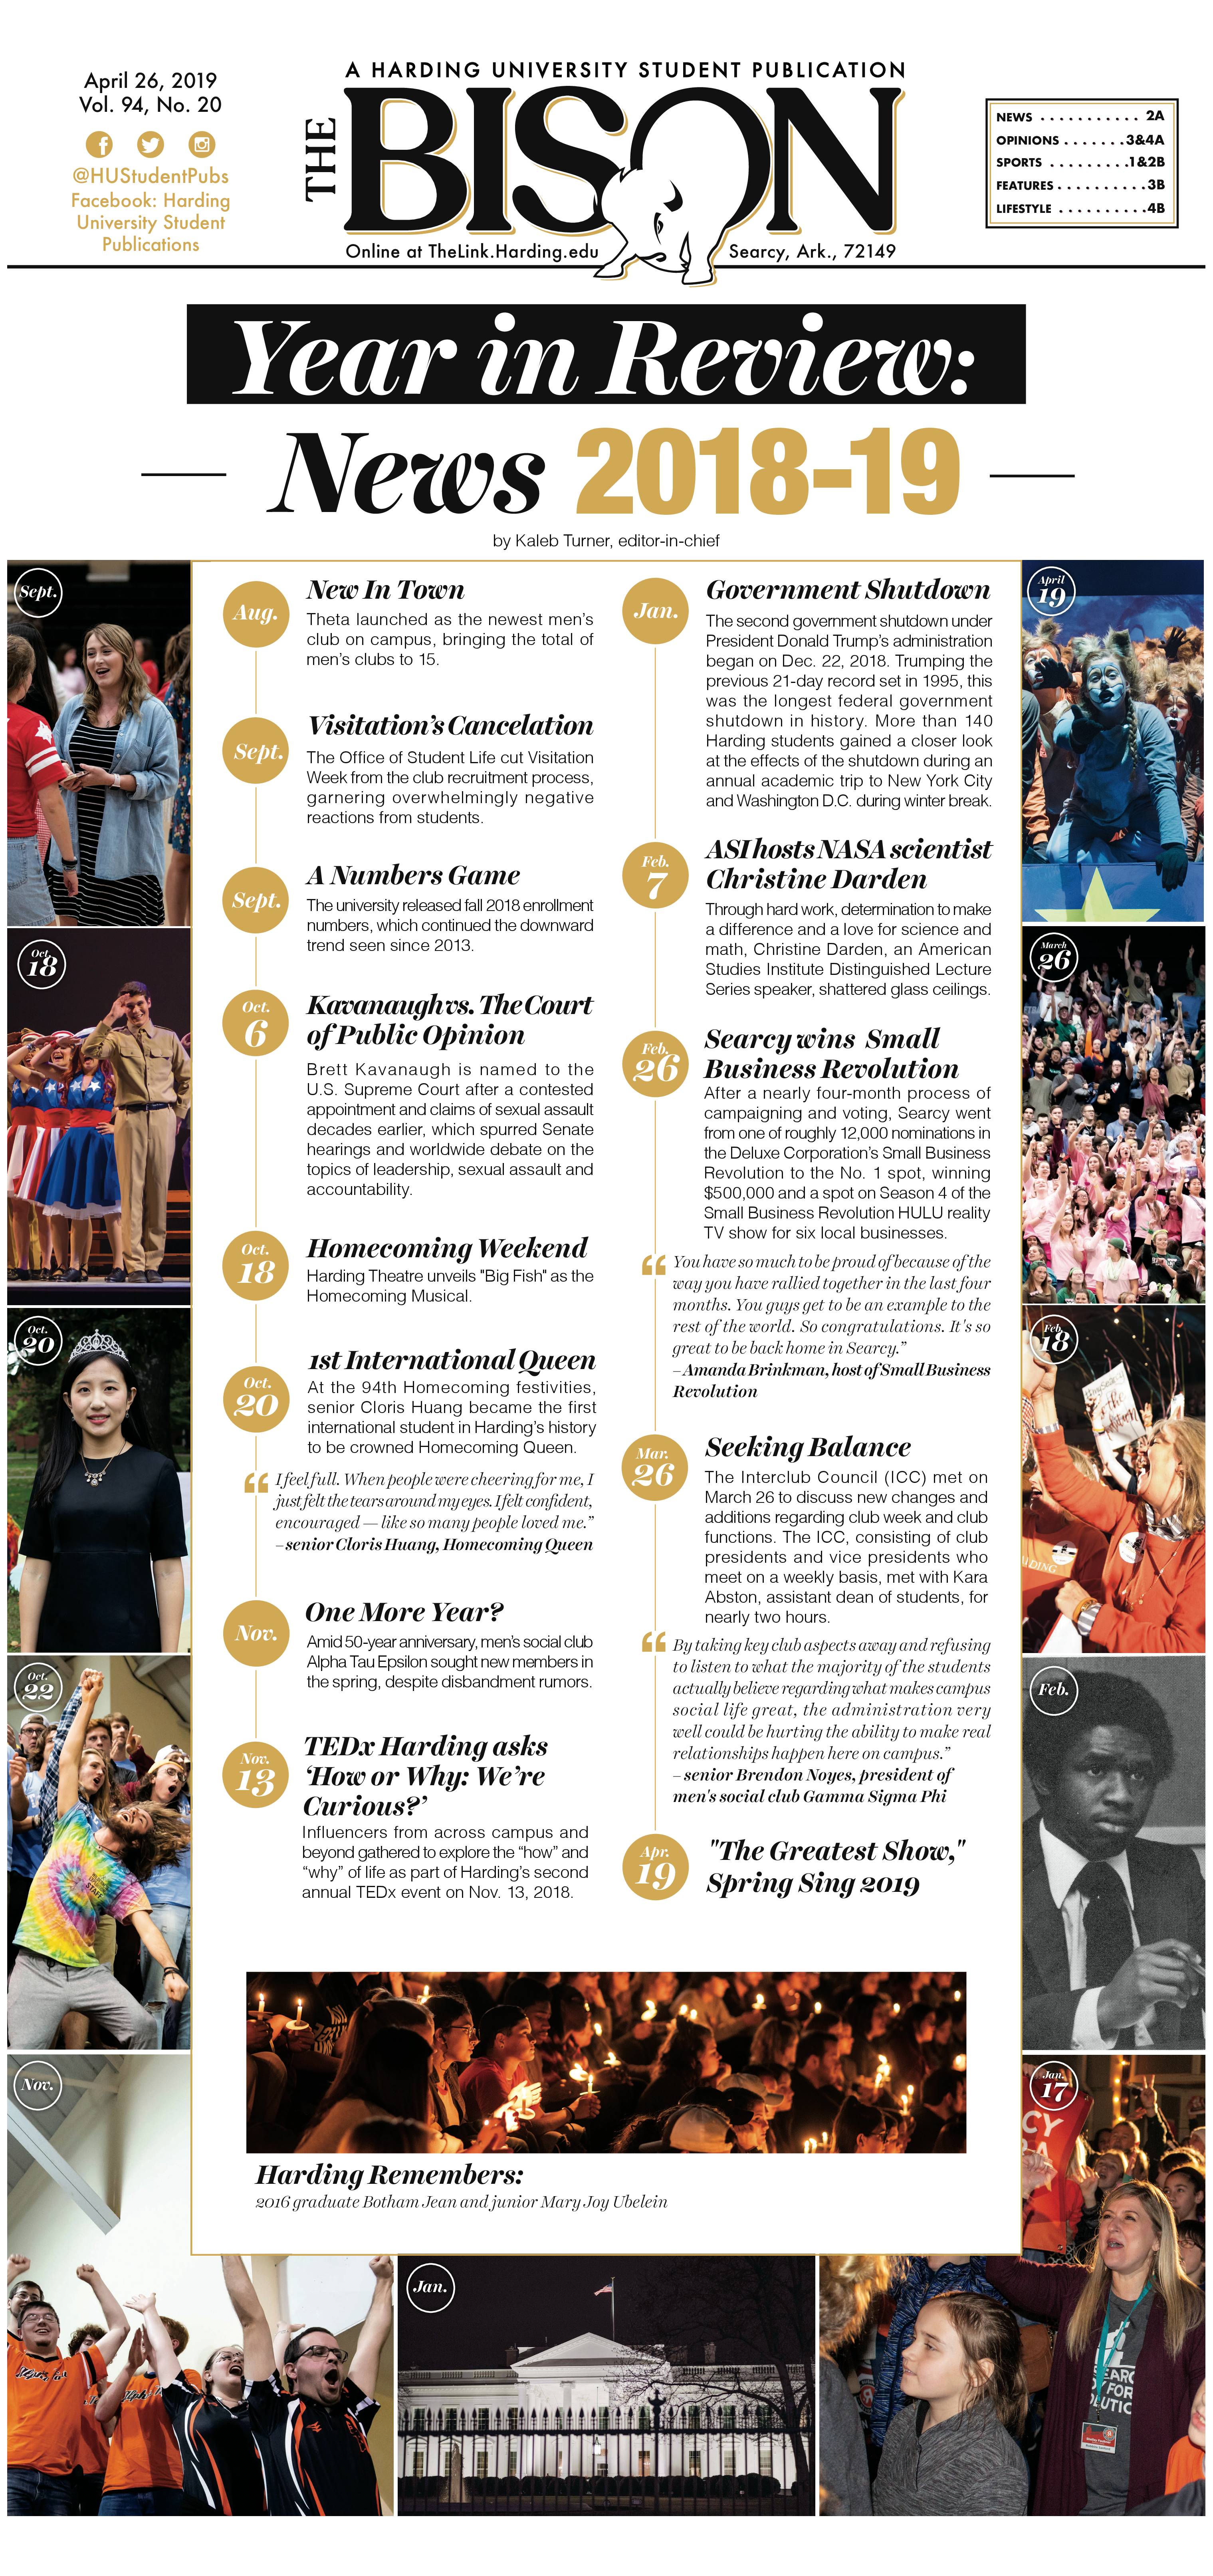 April 26, 2019
Vol. 94, No. 20
@HUStudentPubs
Facebook: Harding
University Student
Publications
A HARDING UNIVERSITY STUDENT PUBLICATION
THE
BISON
Online at TheLink.Harding.edu
Searcy, Ark., 72149
NEWS . . . . . . . . . . . 2A
OPINIONS . . . . . . . 3&4A
SPORTS . . . . . . . . . 1&2B
FEATURES . . . . . . . . . . 3B
LIFESTYLE . . . . . . . . . . 4B
Year in Review:
News 2018-19
by Kaleb Turner, editor-in-chief
Aug.
New In Town
Theta launched as the newest men’s
club on campus, bringing the total of
men’s clubs to 15.
Sept.
Visitation’s Cancelation
The Office of Student Life cut Visitation
Week from the club recruitment process,
garnering overwhelmingly negative
reactions from students.
Sept.
A Numbers Game
The university released fall 2018 enrollment
numbers, which continued the downward
trend seen since 2013.
Oct.
6
Kavanaugh vs. The Court
of Public Opinion
Brett Kavanaugh is named to the
U.S. Supreme Court after a contested
appointment and claims of sexual assault
decades earlier, which spurred Senate
hearings and worldwide debate on the
topics of leadership, sexual assault and
accountability.
Oct.
18
Homecoming Weekend
Harding Theatre unveils "Big Fish" as the
Homecoming Musical.
Oct.
20
1st International Queen
At the 94th Homecoming festivities,
senior Cloris Huang became the first
international student in Harding’s history
to be crowned Homecoming Queen.
“ I feel full. When people were cheering for me, I
just felt the tears around my eyes. I felt confident,
encouraged — like so many people loved me.”
– senior Cloris Huang, Homecoming Queen
Nov.
One More Year?
Amid 50-year anniversary, men’s social club
Alpha Tau Epsilon sought new members in
the spring, despite disbandment rumors.
Nov.
13
TEDx Harding asks
‘How or Why: We’re
Curious?’
Influencers from across campus and
beyond gathered to explore the “how” and
“why” of life as part of Harding’s second
annual TEDx event on Nov. 13, 2018.
Jan.
Government Shutdown
The second government shutdown under
President Donald Trump’s administration
began on Dec. 22, 2018. Trumping the
previous 21-day record set in 1995, this
was the longest federal government
shutdown in history. More than 140
Harding students gained a closer look
at the effects of the shutdown during an
annual academic trip to New York City
and Washington D.C. during winter break.
Feb.
7
ASI hosts NASA scientist
Christine Darden
Through hard work, determination to make
a difference and a love for science and
math, Christine Darden, an American
Studies Institute Distinguished Lecture
Series speaker, shattered glass ceilings.
Feb.
26
Searcy wins Small
Business Revolution
After a nearly four-month process of
campaigning and voting, Searcy went
from one of roughly 12,000 nominations in
the Deluxe Corporation’s Small Business
Revolution to the No. 1 spot, winning
$500,000 and a spot on Season 4 of the
Small Business Revolution HULU reality
TV show for six local businesses.
“ You have so much to be proud of because of the
way you have rallied together in the last four
months. You guys get to be an example to the
rest of the world. So congratulations. It's so
great to be back home in Searcy.”
– Amanda Brinkman, host of Small Business
Revolution
Mar.
26
Seeking Balance
The Interclub Council (ICC) met on
March 26 to discuss new changes and
additions regarding club week and club
functions. The ICC, consisting of club
presidents and vice presidents who
meet on a weekly basis, met with Kara
Abston, assistant dean of students, for
nearly two hours.
“ By taking key club aspects away and refusing
to listen to what the majority of the students
actually believe regarding what makes campus
social life great, the administration very
well could be hurting the ability to make real
relationships happen here on campus.”
– senior Brendon Noyes, president of
men's social club Gamma Sigma Phi
Apr.
19
"The Greatest Show,"
Spring Sing 2019
Harding Remembers:
2016 graduate Botham Jean and junior Mary Joy Ubelein
Sept.
Oct.
18
Oct.
20
Oct.
22
STAFF
Nov.
Jan.
April
19
March
26
Feb.
18
Feb.
Jan.
17
CY